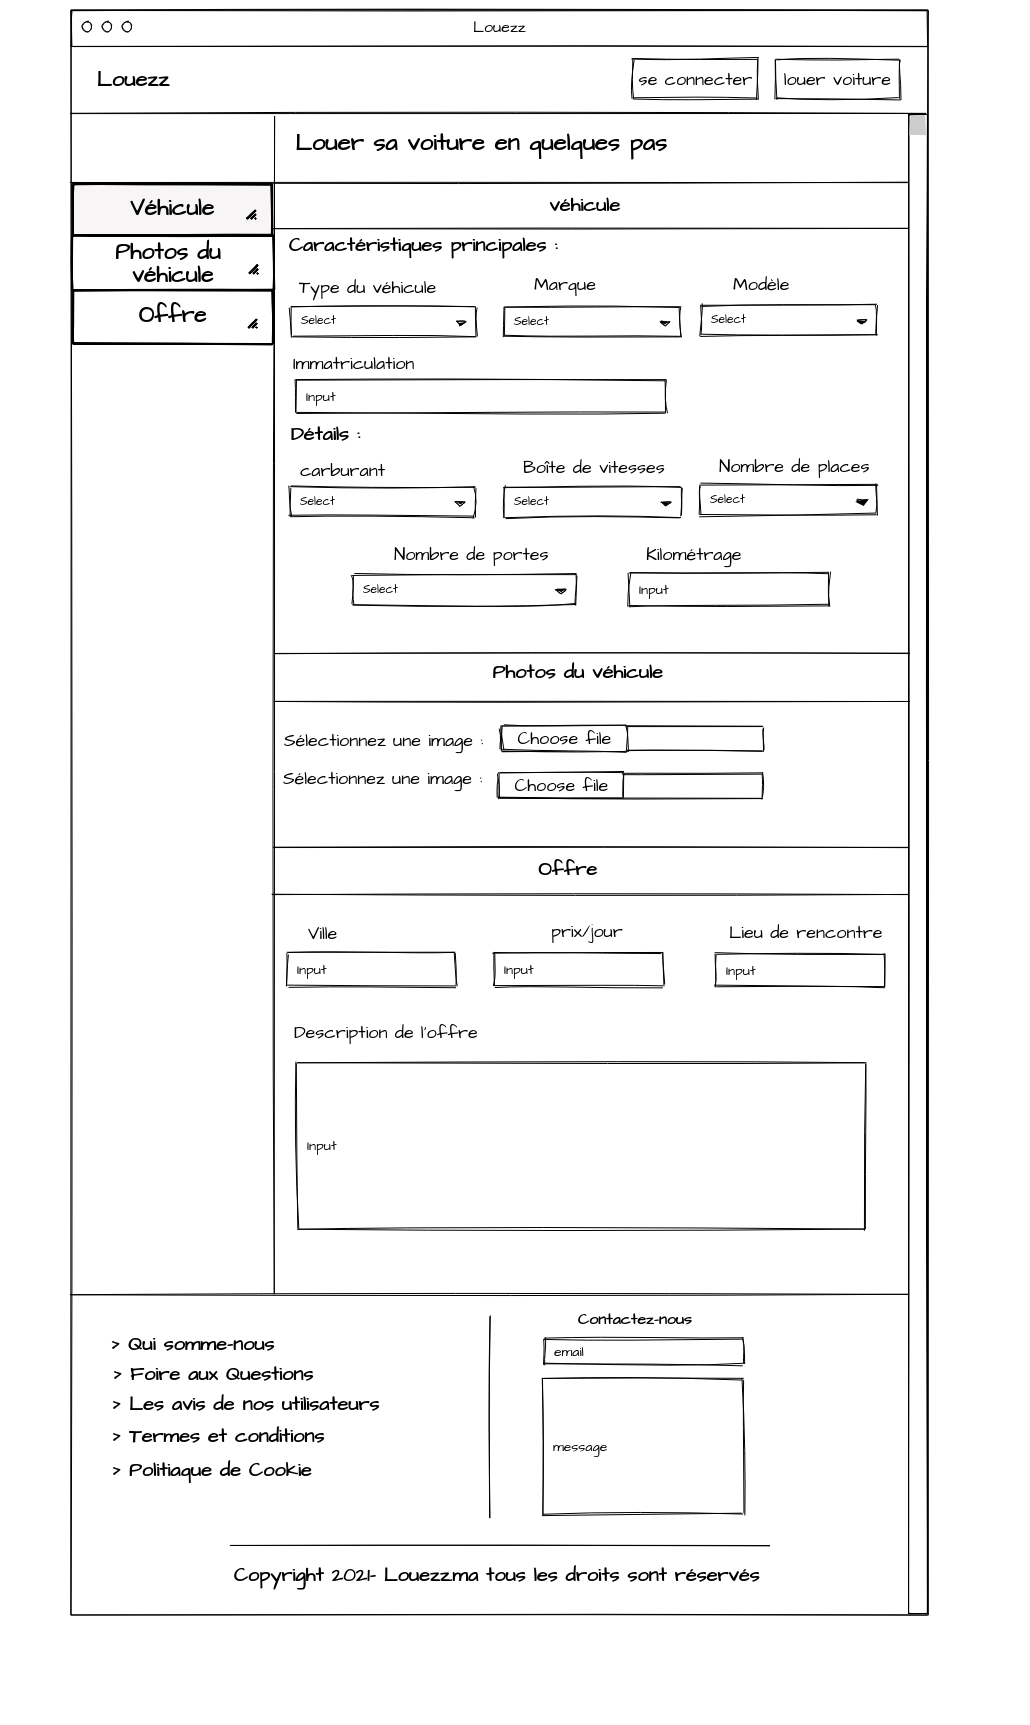 Louezz
Louezz
se connecter
louer voiture
Louer sa voiture en quelques pas
Véhicule
Photos du
véhicule
Offre
véhicule
Caractéristiques principales :
Type du véhicule
Marque
Modèle
Select
Select
Select
Immatriculation
Input
Détails :
carburant
Boîte de vitesses
Nombre de places
Select
Select
Select
Nombre de portes
Kilométrage
Select
Input
Photos du véhicule
Sélectionnez une image :
Choose file
Sélectionnez une image :
Choose file
Offre
Ville
prix/jour
Lieu de rencontre
Input
Input
Input
Description de l'offre
Input
> Qui somme-nous
> Foire aux Questions
> Les avis de nos utilisateurs
> Termes et conditions
> Politiaque de Cookie
Contactez-nous
email
message
Copyright 2021- Louezz.ma tous les droits sont réservés